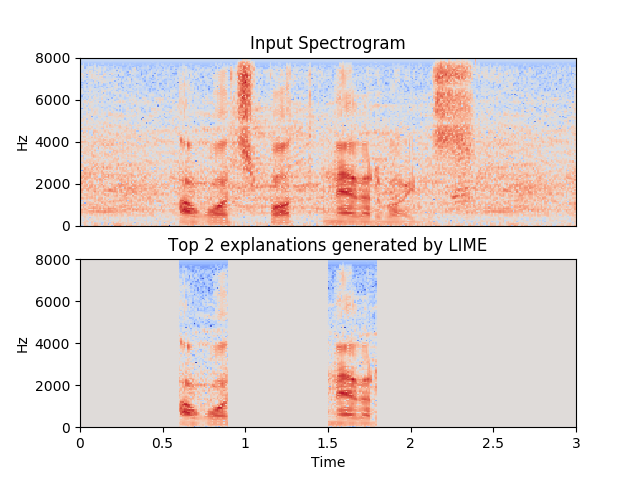 Input Spectrogram
8000
6000
4000
2000
0
Hz
Top 2 explanations generated by LIME
8000
6000
4000
2000
0
Hz
0 0.5 1 1.5 2 2.5 3
Time